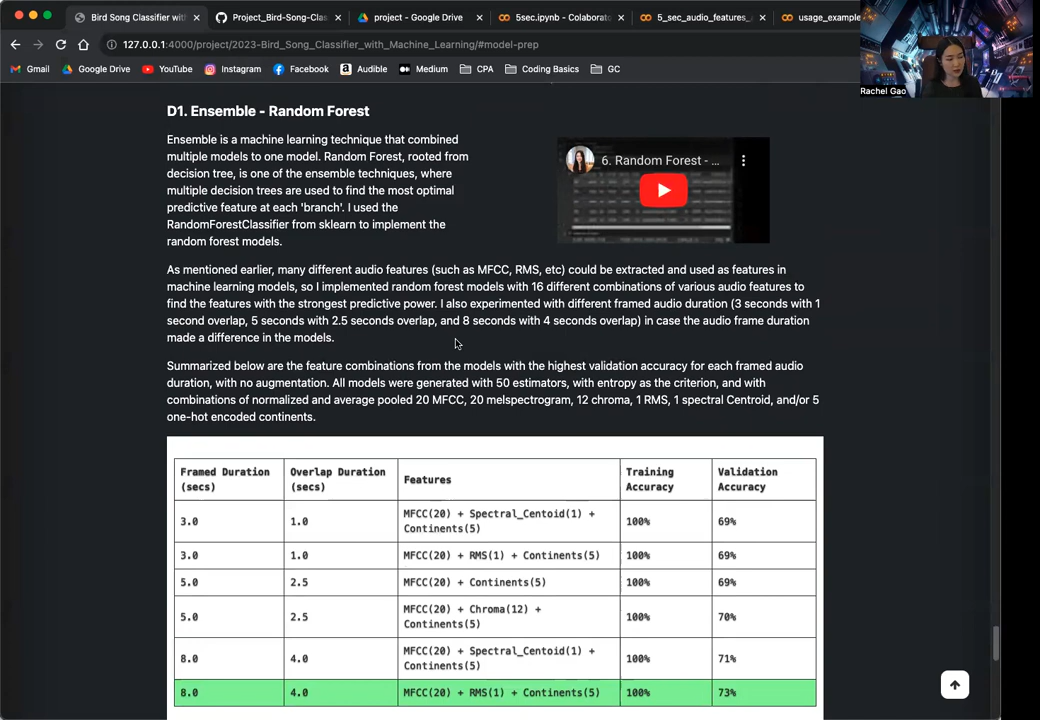 Bird Song Classifier wit
Project_Bird-Song-Clas
project - Google Drive
5sec.ipynb - Colaborato
5_sec_audio_features_
usage_example
127.0.0.1:4000/project/2023-Bird_Song_Classifier_with_Machine_Learning/#model-prep
Gmail
Google Drive
YouTube
Instagram
Facebook
Audible
Medium
CPA
Coding Basics
GC
Rachel Gao
D1. Ensemble - Random Forest
Ensemble is a machine learning technique that combined
multiple models to one model. Random Forest, rooted from
decision tree, is one of the ensemble techniques, where
multiple decision trees are used to find the most optimal
predictive feature at each 'branch'. I used the
RandomForestClassifier from sklearn to implement the
random forest models.
6. Random Forest - ...
As mentioned earlier, many different audio features (such as MFCC, RMS, etc) could be extracted and used as features in
machine learning models, so I implemented random forest models with 16 different combinations of various audio features to
find the features with the strongest predictive power. I also experimented with different framed audio duration (3 seconds with 1
second overlap, 5 seconds with 2.5 seconds overlap, and 8 seconds with 4 seconds overlap) in case the audio frame duration
made a difference in the models.
Summarized below are the feature combinations from the models with the highest validation accuracy for each framed audio
duration, with no augmentation. All models were generated with 50 estimators, with entropy as the criterion, and with
combinations of normalized and average pooled 20 MFCC, 20 melspectrogram, 12 chroma, 1 RMS, 1 spectral Centroid, and/or 5
one-hot encoded continents.
Framed Duration (secs) Overlap Duration (secs) Features Training Accuracy Validation Accuracy
3.0 1.0 MFCC(20) + Spectral_Centoid(1) + Continents(5) 100% 69%
3.0 1.0 MFCC(20) + RMS(1) + Continents(5) 100% 69%
5.0 2.5 MFCC(20) + Continents(5) 100% 69%
5.0 2.5 MFCC(20) + Chroma(12) + Continents(5) 100% 70%
8.0 4.0 MFCC(20) + Spectral_Centoid(1) + Continents(5) 100% 71%
8.0 4.0 MFCC(20) + RMS(1) + Continents(5) 100% 73%